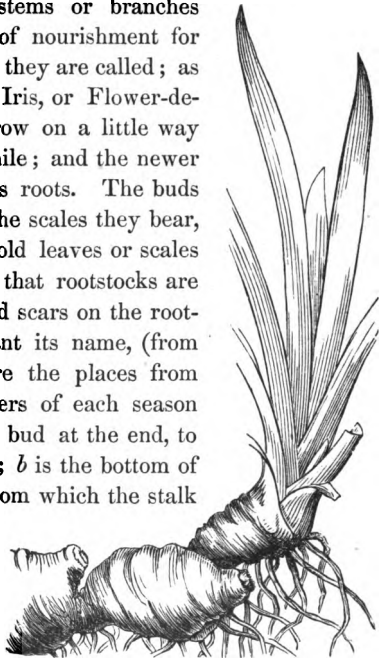 stems or branches
of nourishment for
they are called; as
Iris, or Flower-de-
row on a little way
ile; and the newer
s roots. The buds
he scales they bear,
old leaves or scales
that rootstocks are
d scars on the root-
nt its name, (from
re the places from
ers of each season
bud at the end, to
; b is the bottom of
om which the stalk